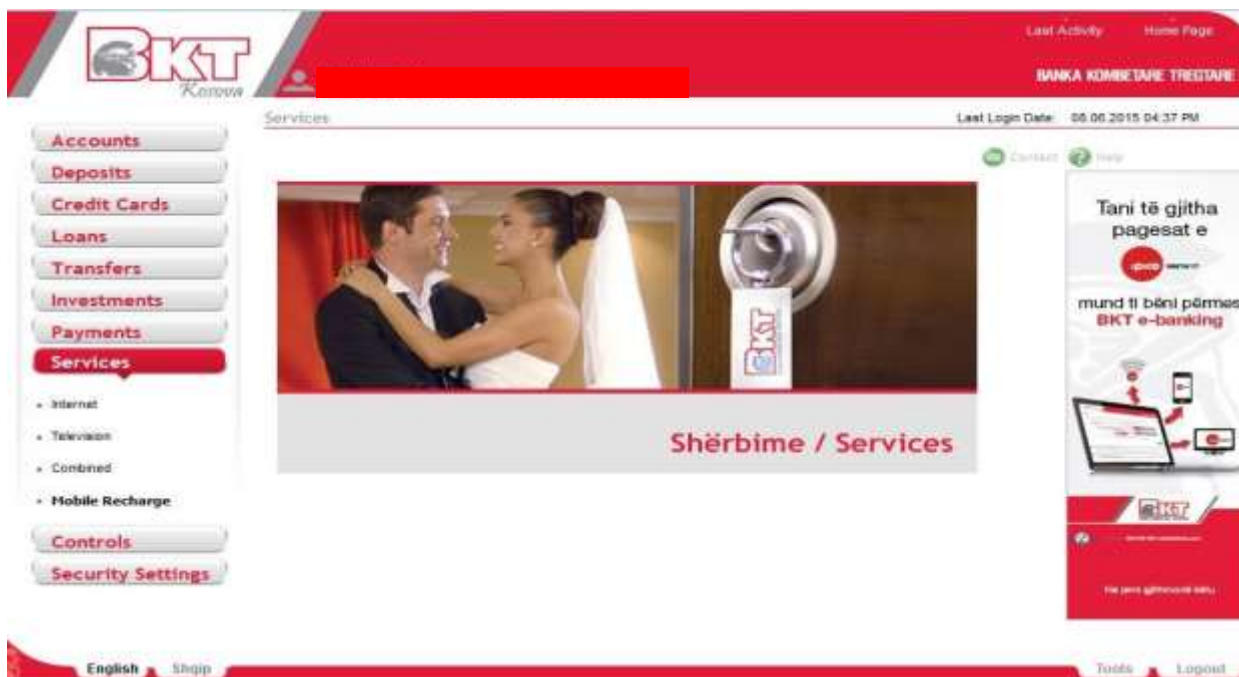 Last Activity
Home Page
BKT
Kosova
BANKA KOMBETARE TREGTARE
Services
Last Login Date: 08.06.2015 04:37 PM
Contact
Help
Accounts
Deposits
Credit Cards
Loans
Transfers
Investments
Payments
Services
Internet
Television
Combined
Mobile Recharge
Controls
Security Settings
BKT
Shërbime / Services
Tani të gjitha
pagesat e
mund ti bëni përmes
BKT e-banking
BKT
English
Shqip
Tools
Logout